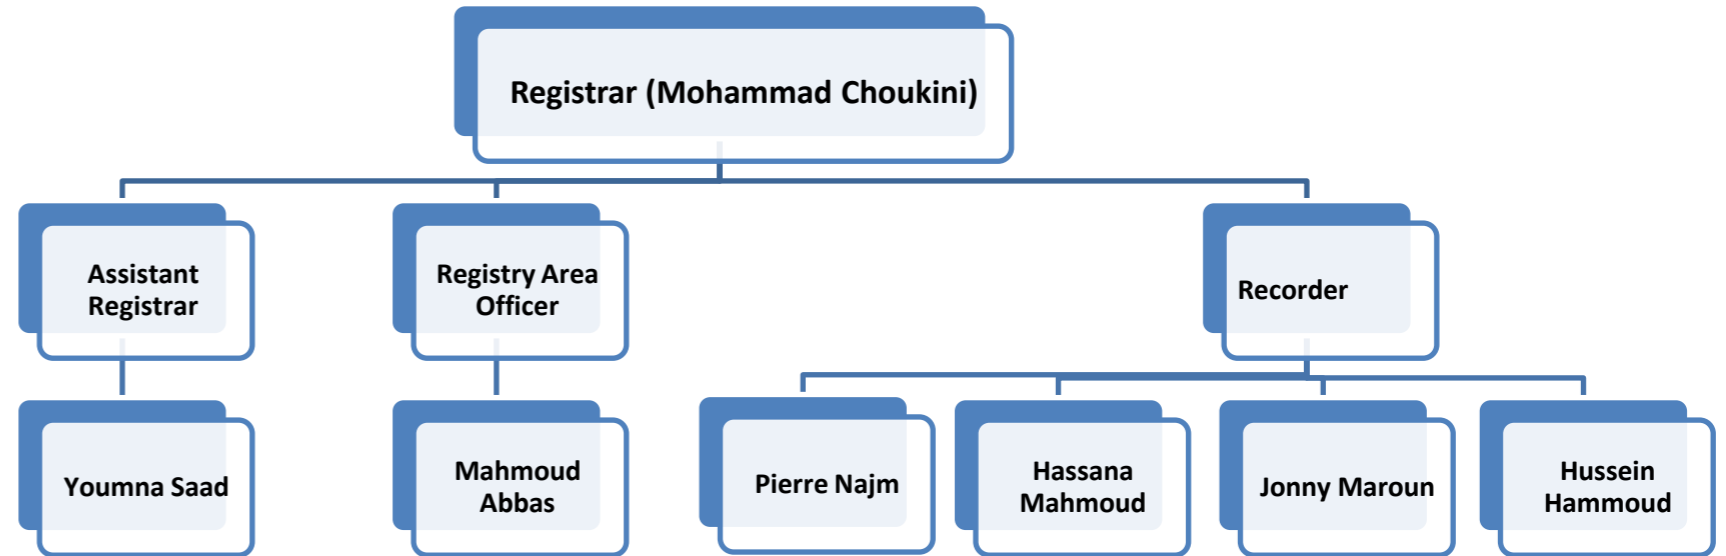 Registrar (Mohammad Choukini)
Assistant
Registrar
Registry Area
Officer
Recorder
Youmna Saad
Mahmoud
Abbas
Pierre Najm
Hassana
Mahmoud
Jonny Maroun
Hussein
Hammoud